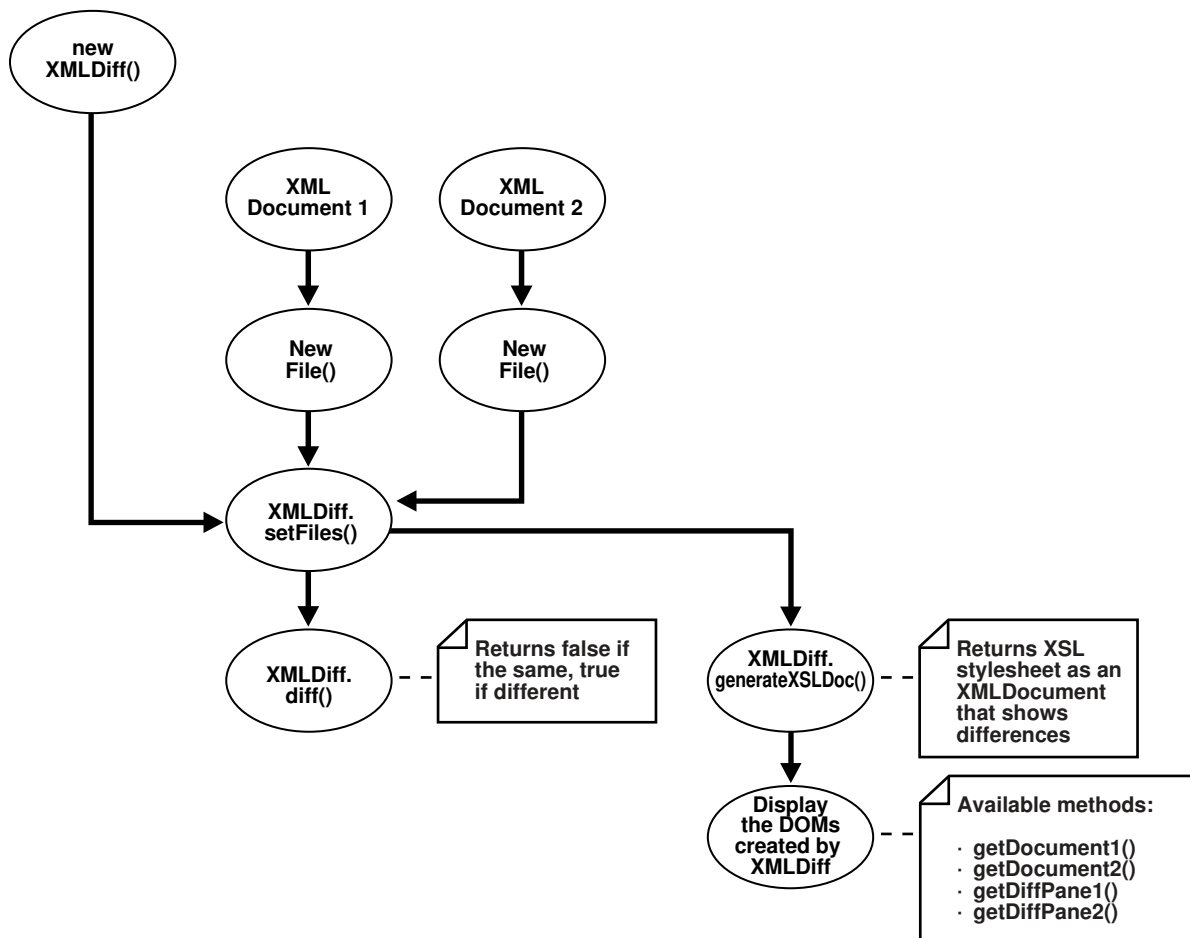 new
XMLDiff()
XML
Document 1
XML
Document 2
New
File()
New
File()
XMLDiff.
setFiles()
XMLDiff.
diff()
Returns false if
the same, true
if different
XMLDiff.
generateXSLDoc()
Returns XSL
stylesheet as an
XMLDocument
that shows
differences
Display
the DOMs
created by
XMLDiff
Available methods:
· getDocument1()
· getDocument2()
· getDiffPane1()
· getDiffPane2()